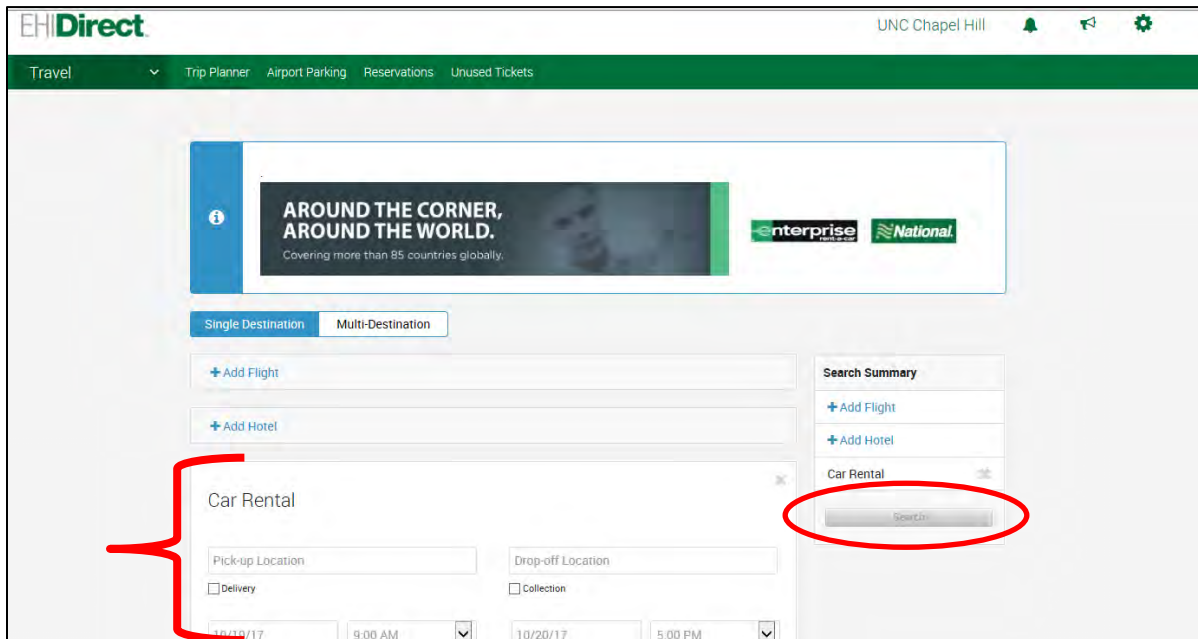 EHIDirect.
UNC Chapel Hill
Travel Trip Planner Airport Parking Reservations Unused Tickets
AROUND THE CORNER,
AROUND THE WORLD.
Covering more than 85 countries globally.
enterprise
rent-a-car
National.
Single Destination Multi-Destination
+ Add Flight
+ Add Hotel
Search Summary
+ Add Flight
+ Add Hotel
Car Rental
Search
Car Rental
Pick-up Location Drop-off Location
Delivery Collection
10/19/17 9:00 AM 10/20/17 5:00 PM